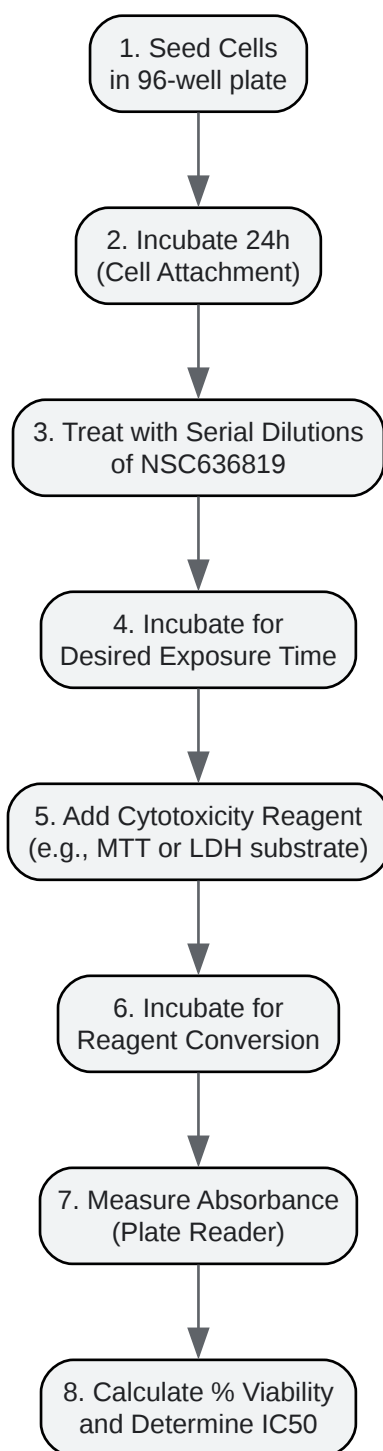 1. Seed Cells
in 96-well plate
2. Incubate 24h
(Cell Attachment)
3. Treat with Serial Dilutions
of NSC636819
4. Incubate for
Desired Exposure Time
5. Add Cytotoxicity Reagent
(e.g., MTT or LDH substrate)
6. Incubate for
Reagent Conversion
7. Measure Absorbance
(Plate Reader)
8. Calculate % Viability
and Determine IC50